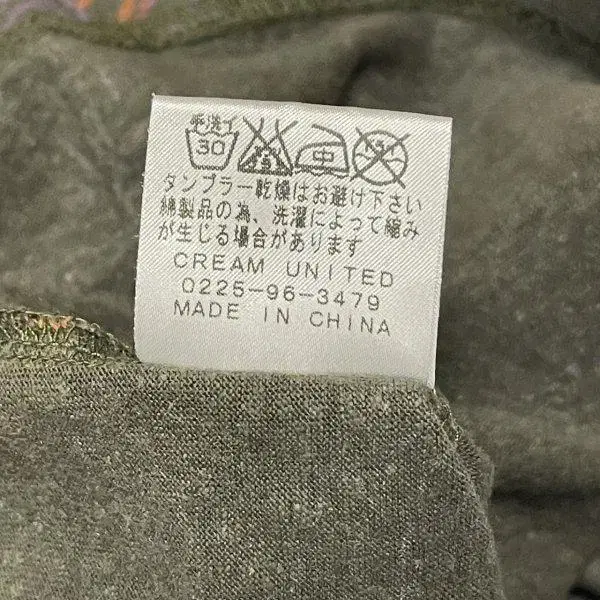 手洗イ
30 中
タンブラー乾燥はお避け下さい
綿製品の為、洗濯によって縮み
が生じる場合があります
CREAM UNITED
0225-96-3479
MADE IN CHINA